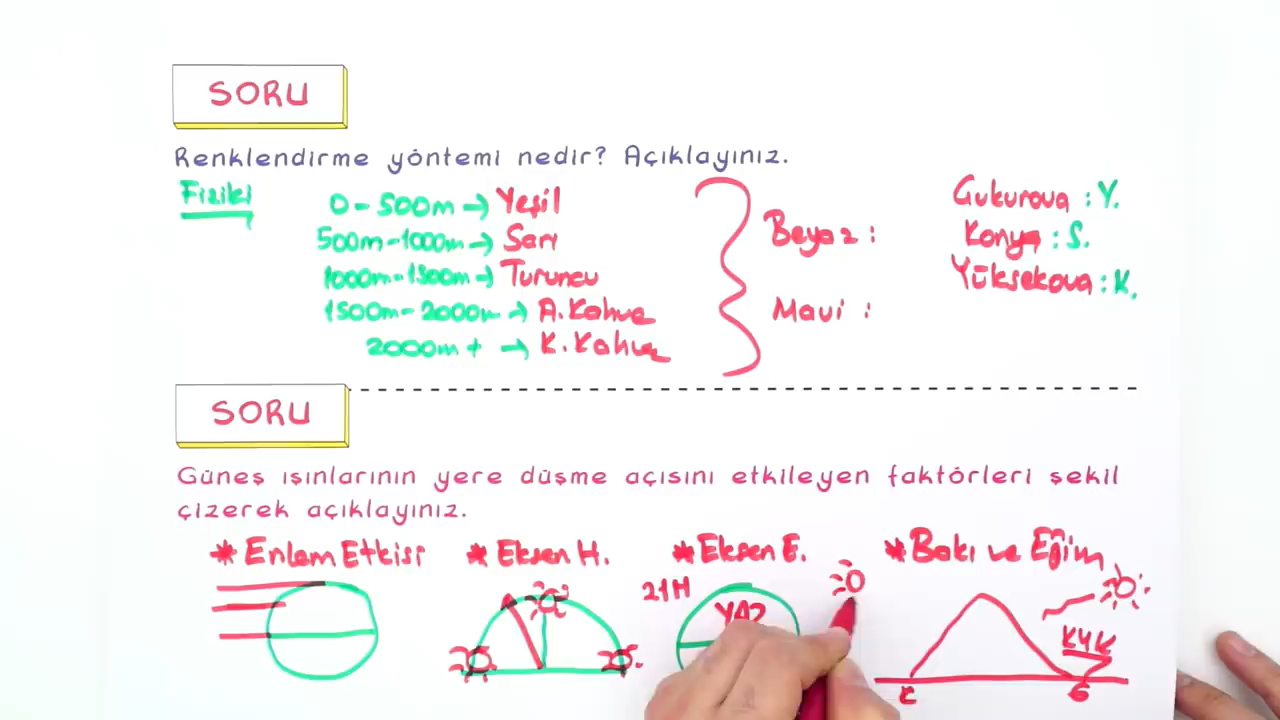 SORU
Renklendirme yöntemi nedir? Açıklayınız.
Fiziki
0-500m → Yeşil
500m-1000m → Sarı
1000m-1500m → Turuncu
1500m-2000m → A.Kahve
2000m+ → K.Kahve
Beyaz :
Mavi :
Çukurova : Y.
Konya : S.
Yüksekova : K.
SORU
Güneş ışınlarının yere düşme açısını etkileyen faktörleri şekil
çizerek açıklayınız.
* Enlem Etkisi
* Eksen H.
* Eksen E.
* Bakı ve Eğim
21 H
YAZ
KYK
K
G